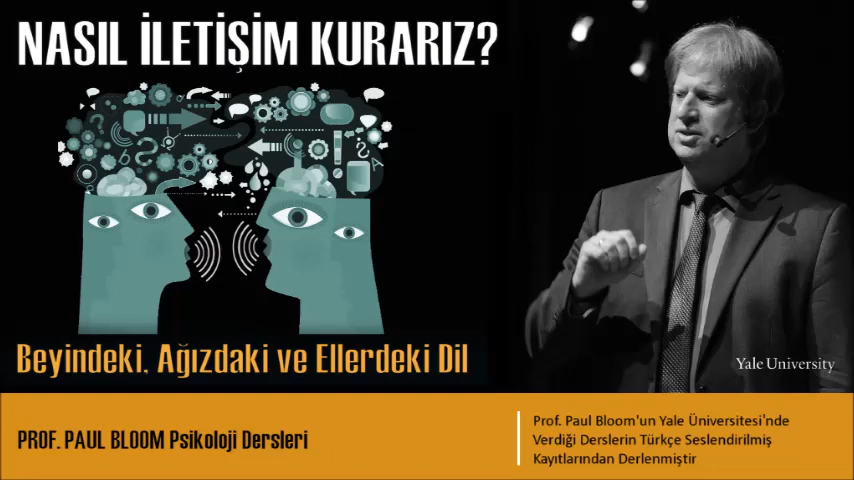 NASIL İLETİŞİM KURARIZ?
Beyindeki, Ağızdaki ve Ellerdeki Dil
Yale University
PROF. PAUL BLOOM Psikoloji Dersleri
Prof. Paul Bloom'un Yale Üniversitesi'nde
Verdiği Derslerin Türkçe Seslendirilmiş
Kayıtlarından Derlenmiştir